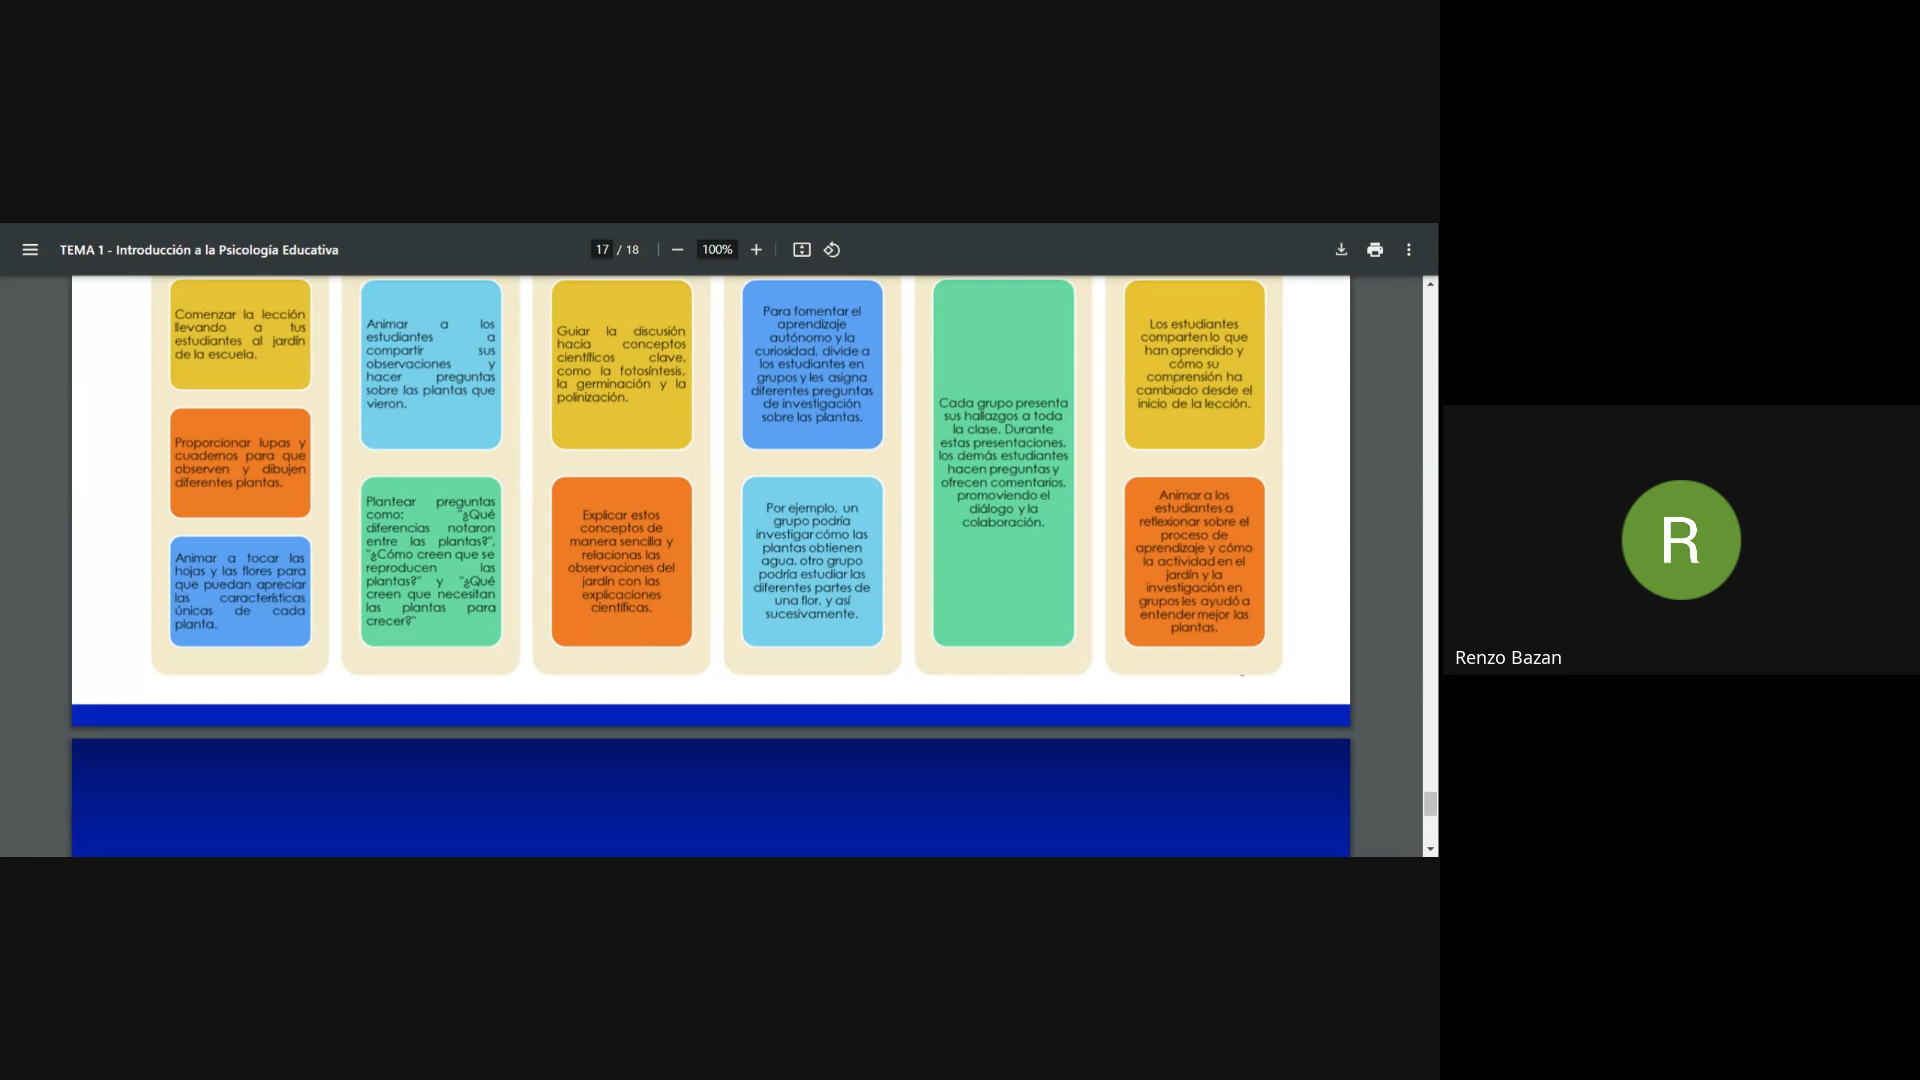 TEMA 1 - Introducción a la Psicología Educativa
17 / 18
100%
Comenzar la lección
llevando a tus
estudiantes al jardín
de la escuela.
Proporcionar lupas y
cuadernos para que
observen y dibujen
diferentes plantas.
Animar a tocar las
hojas y las flores para
que puedan apreciar
las características
únicas de cada
planta.
Animar a los
estudiantes a
compartir sus
observaciones y
hacer preguntas
sobre las plantas que
vieron.
Plantear preguntas
como: "¿Qué
diferencias notaron
entre las plantas?",
"¿Cómo creen que se
reproducen las
plantas?" y "¿Qué
creen que necesitan
las plantas para
crecer?"
Guiar la discusión
hacia conceptos
científicos clave,
como la fotosíntesis,
la germinación y la
polinización.
Explicar estos
conceptos de
manera sencilla y
relacionas las
observaciones del
jardín con las
explicaciones
científicas.
Para fomentar el
aprendizaje
autónomo y la
curiosidad, divide a
los estudiantes en
grupos y les asigna
diferentes preguntas
de investigación
sobre las plantas.
Por ejemplo, un
grupo podría
investigar cómo las
plantas obtienen
agua, otro grupo
podría estudiar las
diferentes partes de
una flor, y así
sucesivamente.
Cada grupo presenta
sus hallazgos a toda
la clase. Durante
estas presentaciones,
los demás estudiantes
hacen preguntas y
ofrecen comentarios,
promoviendo el
diálogo y la
colaboración.
Los estudiantes
comparten lo que
han aprendido y
cómo su
comprensión ha
cambiado desde el
inicio de la lección.
Animar a los
estudiantes a
reflexionar sobre el
proceso de
aprendizaje y cómo
la actividad en el
jardín y la
investigación en
grupos les ayudó a
entender mejor las
plantas.
R
Renzo Bazan